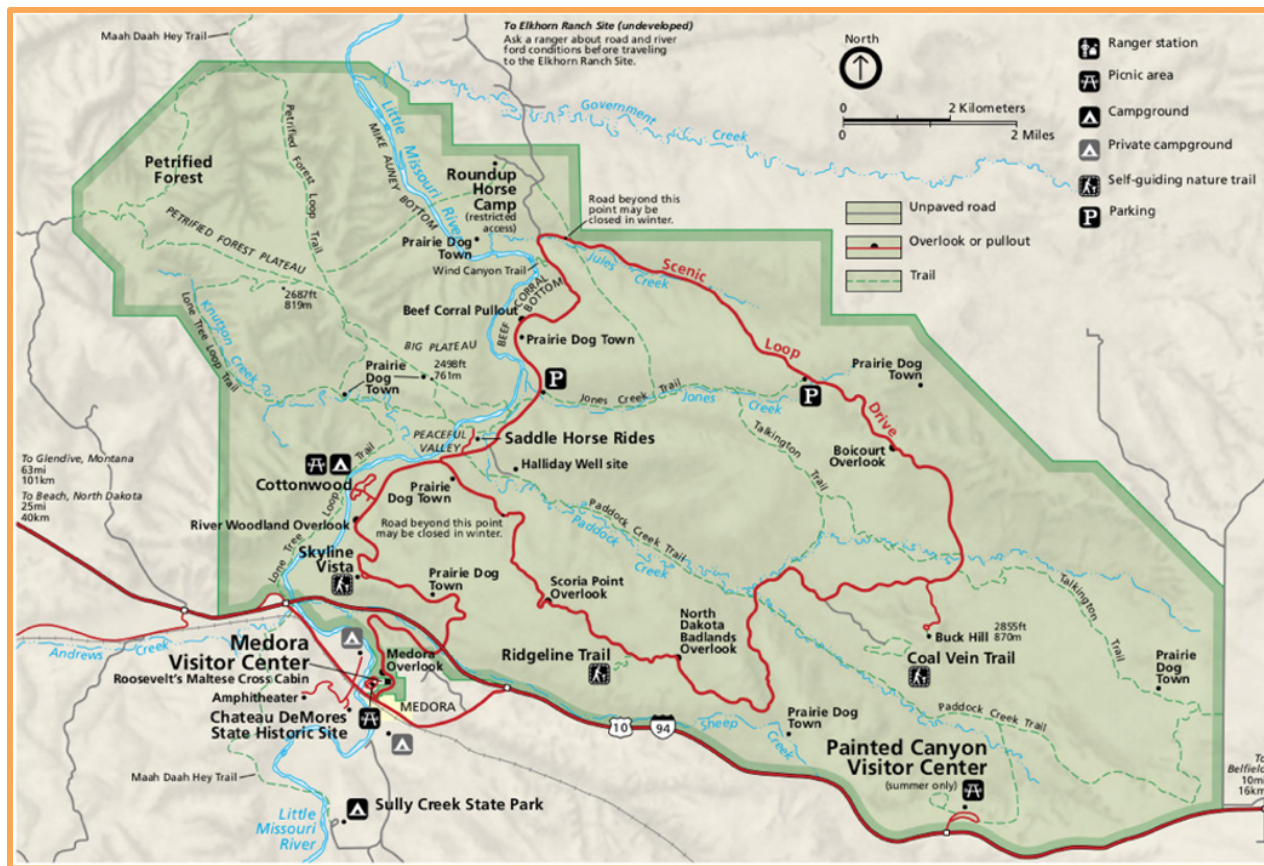 Maah Daah Hey Trail
To Elkhorn Ranch Site (undeveloped)
Ask a ranger about road and river
ford conditions before traveling
to the Elkhorn Ranch Site.
North
0 2 Kilometers
0 2 Miles
Ranger station
Picnic area
Campground
Private campground
Self-guiding nature trail
P Parking
Unpaved road
Overlook or pullout
Trail
Government
Creek
Little Missouri River
MIKE AUNEY BOTTOM
Petrified Forest Loop Trail
Petrified
Forest
PETRIFIED FOREST PLATEAU
Roundup
Horse
Camp
(restricted
access)
Road beyond this
point may be
closed in winter.
Prairie Dog
Town
Wind Canyon Trail
Jules
Creek
Scenic
Loop
Drive
2687ft
819m
Knutson Creek
Lone Tree Loop Trail
Beef Corral Pullout
BEEF CORRAL
BOTTOM
Prairie Dog Town
BIG PLATEAU
Prairie
Dog
Town
2498ft
761m
P
Jones Creek Trail
Jones Creek
P
Prairie Dog
Town
PEACEFUL
VALLEY
Saddle Horse Rides
Halliday Well site
Talkington Trail
Boicourt
Overlook
To Glendive, Montana
63mi
101km
To Beach, North Dakota
25mi
40km
Cottonwood
Lone Tree Loop Trail
Prairie
Dog Town
River Woodland Overlook
Road beyond this point
may be closed in winter.
Paddock Creek Trail
Paddock
Creek
Skyline
Vista
Prairie Dog
Town
Scoria Point
Overlook
North
Dakota
Badlands
Overlook
Buck Hill
2855ft
870m
Talkington
Trail
Coal Vein Trail
Prairie
Dog
Town
Ridgeline Trail
Andrews Creek
Medora
Visitor Center
Roosevelt's Maltese Cross Cabin
Medora
Overlook
Amphitheater
Chateau DeMores
State Historic Site
MEDORA
10
94
Sheep
Creek
Prairie Dog
Town
Paddock Creek Trail
Painted Canyon
Visitor Center
(summer only)
To
Belfield
10mi
16km
Maah Daah Hey Trail
Little
Missouri
River
Sully Creek State Park